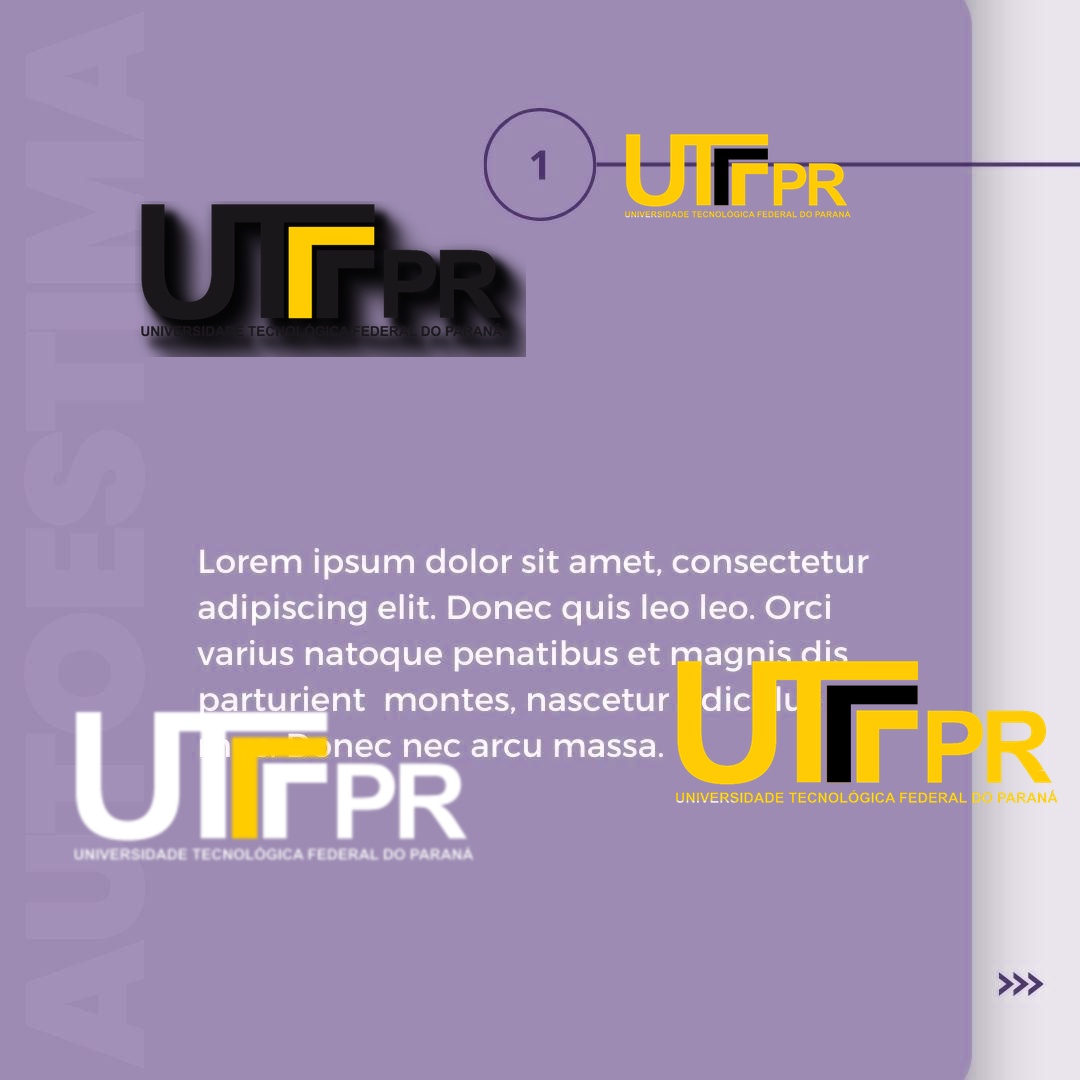 AUTOESTIMA
1
UTFPR
UNIVERSIDADE TECNOLÓGICA FEDERAL DO PARANÁ
UTFPR
UNIVERSIDADE TECNOLÓGICA FEDERAL DO PARANÁ
Lorem ipsum dolor sit amet, consectetur
adipiscing elit. Donec quis leo leo. Orci
varius natoque penatibus et magnis dis
parturient montes, nascetur
Donec nec arcu massa.
UTFPR
UNIVERSIDADE TECNOLÓGICA FEDERAL DO PARANÁ
UTFPR
UNIVERSIDADE TECNOLÓGICA FEDERAL DO PARANÁ
>>>